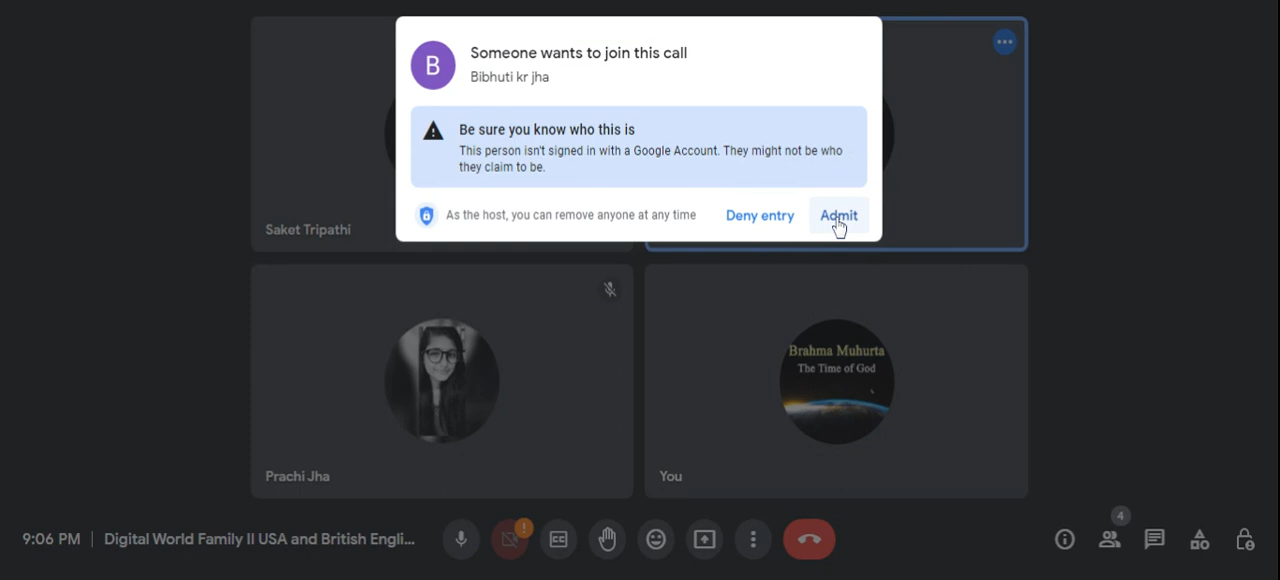 Someone wants to join this call
B
Bibhuti kr jha
Be sure you know who this is
This person isn't signed in with a Google Account. They might not be who
they claim to be.
As the host, you can remove anyone at any time
Deny entry
Admit
Saket Tripathi
Brahma Muhurta
The Time of God
Prachi Jha
You
4
9:06 PM
Digital World Family II USA and British Engli...
CC